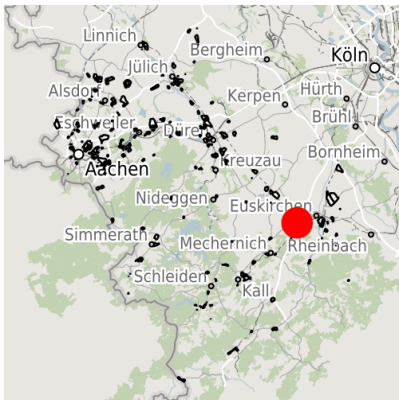 Linnich
Bergheim
Köln
Jülich
Alsdorf
Kerpen
Hürth
Brühl
Eschweiler
Düre
Kreuzau
Bornheim
Aachen
Nideggen
Euskirchen
Simmerath
Mechernich
Rheinbach
Schleiden
Kall